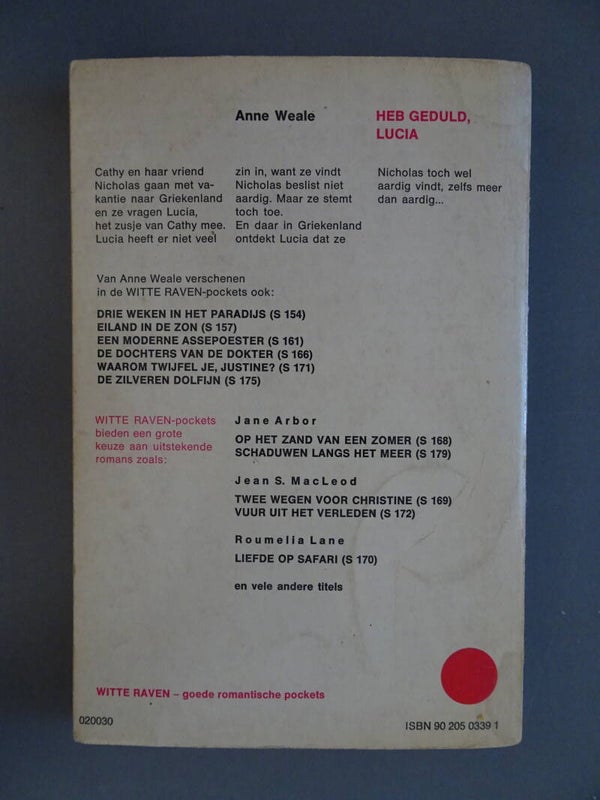 Anne Weale
HEB GEDULD,
LUCIA
Cathy en haar vriend
Nicholas gaan met va-
kantie naar Griekenland
en ze vragen Lucia,
het zusje van Cathy mee.
Lucia heeft er niet veel
zin in, want ze vindt
Nicholas beslist niet
aardig. Maar ze stemt
toch toe.
En daar in Griekenland
ontdekt Lucia dat ze
Nicholas toch wel
aardig vindt, zelfs meer
dan aardig...
Van Anne Weale verschenen
in de WITTE RAVEN-pockets ook:
DRIE WEKEN IN HET PARADIJS (S 154)
EILAND IN DE ZON (S 157)
EEN MODERNE ASSEPOESTER (S 161)
DE DOCHTERS VAN DE DOKTER (S 166)
WAAROM TWIJFEL JE, JUSTINE? (S 171)
DE ZILVEREN DOLFIJN (S 175)
WITTE RAVEN-pockets
bieden een grote
keuze aan uitstekende
romans zoals:
Jane Arbor
OP HET ZAND VAN EEN ZOMER (S 168)
SCHADUWEN LANGS HET MEER (S 179)
Jean S. MacLeod
TWEE WEGEN VOOR CHRISTINE (S 169)
VUUR UIT HET VERLEDEN (S 172)
Roumelia Lane
LIEFDE OP SAFARI (S 170)
en vele andere titels
WITTE RAVEN – goede romantische pockets
020030
ISBN 90 205 0339 1